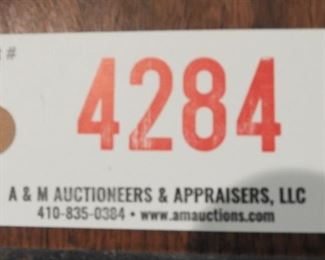 #
4284
A & M AUCTIONEERS & APPRAISERS, LLC
410-835-0384 • www.amauctions.com